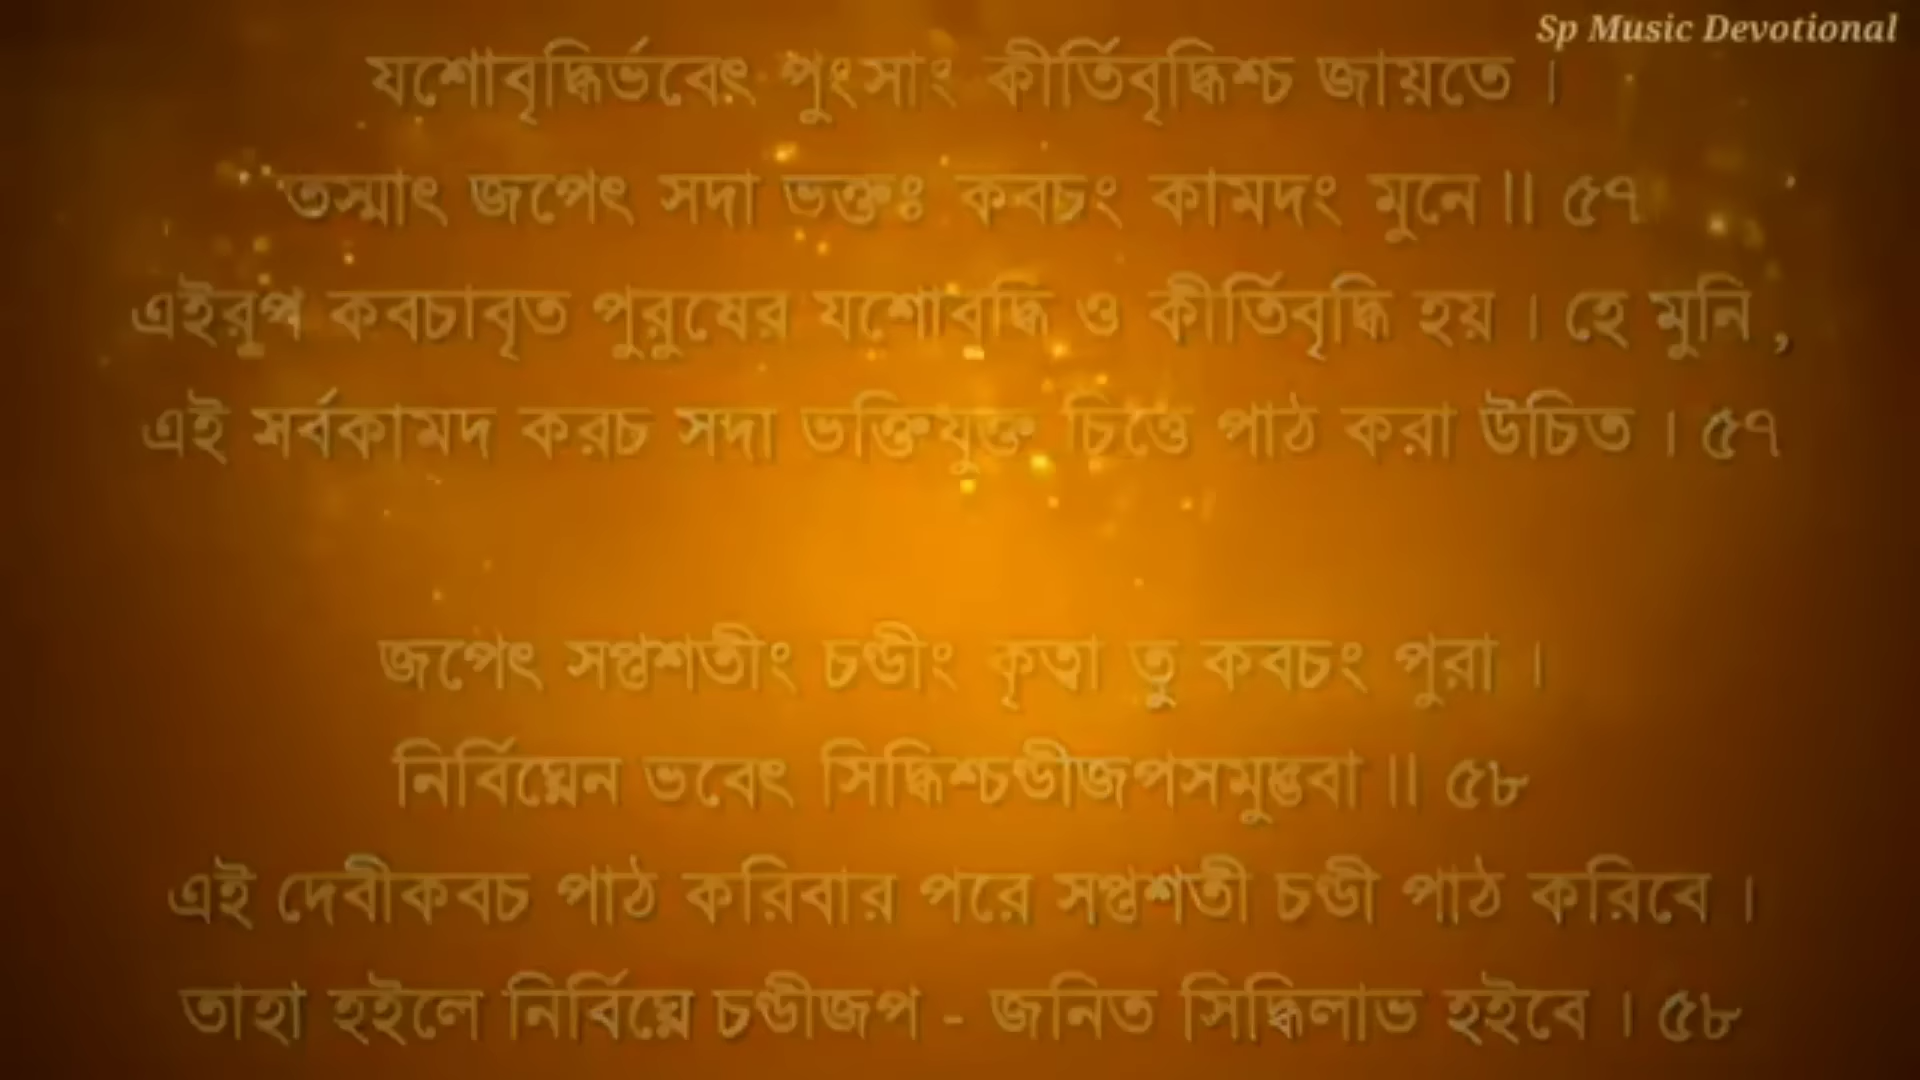 Sp Music Devotional
যশোবৃদ্ধির্ভবেৎ পুংসাং কীর্তিবৃদ্ধিশ্চ জায়তে ।
তস্মাৎ জপেৎ সদা ভক্তঃ কবচং কামদং মুনে ॥ ৫৭
এইরূপ কবচাবৃত পুরুষের যশোবৃদ্ধি ও কীর্তিবৃদ্ধি হয় । হে মুনি ,
এই সর্বকামদ করচ সদা ভক্তিযুক্ত চিত্তে পাঠ করা উচিত । ৫৭
জপেৎ সপ্তশতীং চণ্ডীং কৃত্বা তু কবচং পুরা ।
নির্বিঘ্নেন ভবেৎ সিদ্ধিশ্চণ্ডীজপসমুদ্ভবা ॥ ৫৮
এই দেবীকবচ পাঠ করিবার পরে সপ্তশতী চণ্ডী পাঠ করিবে ।
তাহা হইলে নির্বিঘ্নে চণ্ডীজপ - জনিত সিদ্ধিলাভ হইবে । ৫৮